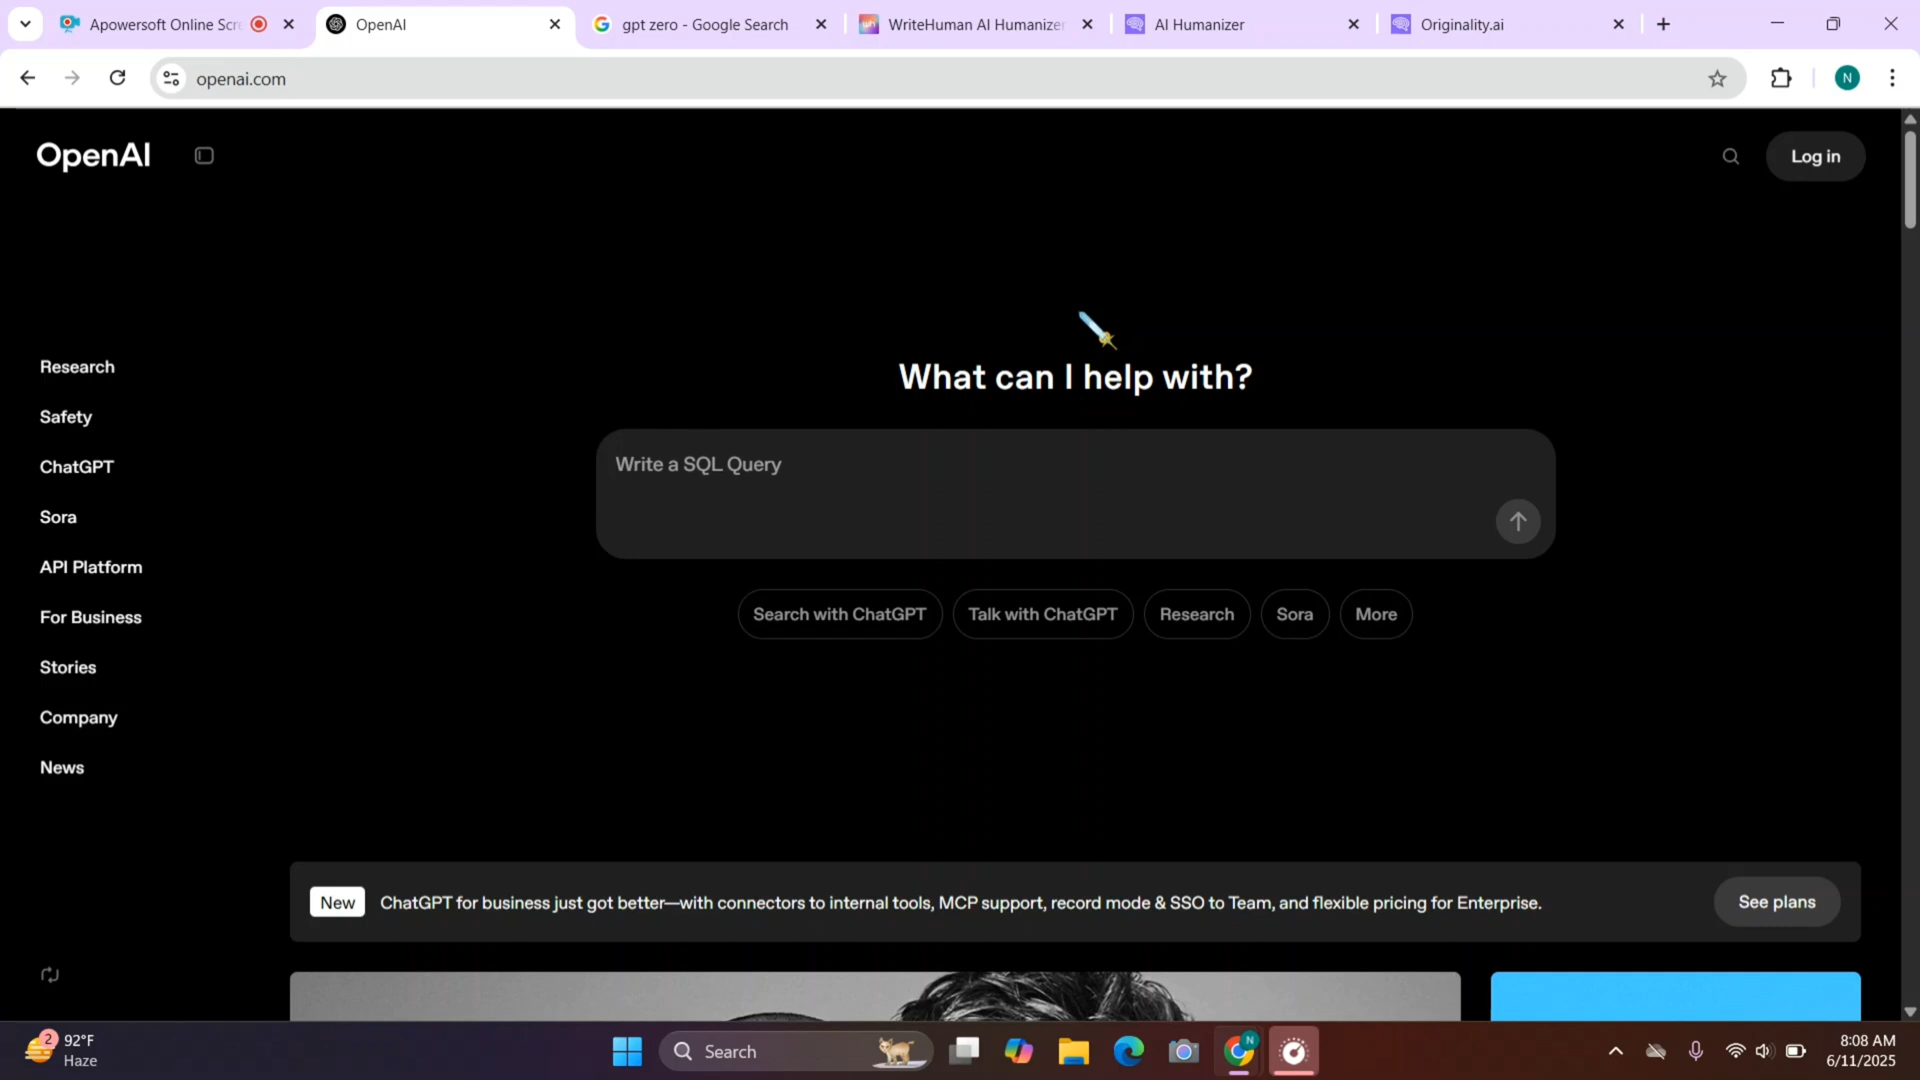 Apowersoft Online Scre
OpenAI
gpt zero - Google Search
WriteHuman AI Humanizer
AI Humanizer
Originality.ai
openai.com
N
OpenAI
Log in
What can I help with?
Write a SQL Query
Search with ChatGPT
Talk with ChatGPT
Research
Sora
More
Research
Safety
ChatGPT
Sora
API Platform
For Business
Stories
Company
News
New
ChatGPT for business just got better—with connectors to internal tools, MCP support, record mode & SSO to Team, and flexible pricing for Enterprise.
See plans
2
92°F
Haze
Search
N
8:08 AM
6/11/2025